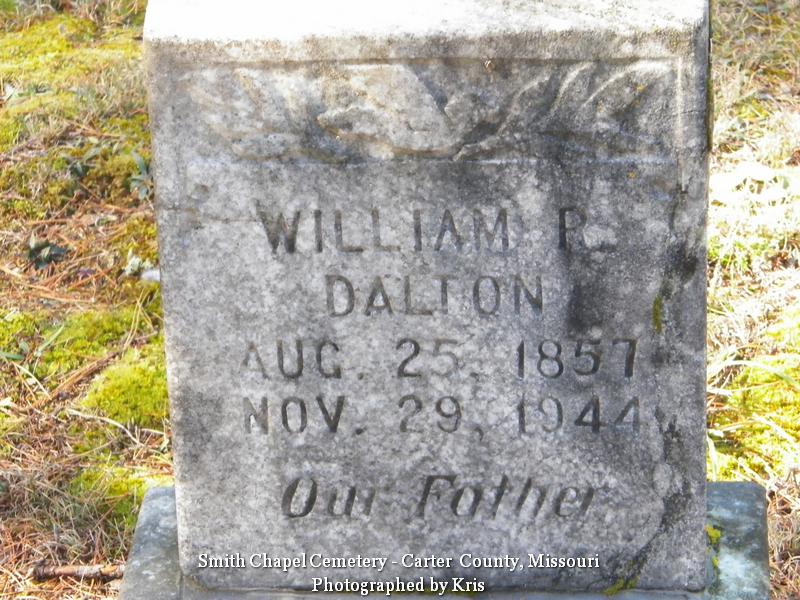 WILLIAM R.
DALTON
AUG. 25, 1857
NOV. 29, 1944
Our Father
Smith Chapel Cemetery - Carter County, Missouri
Photographed by Kris